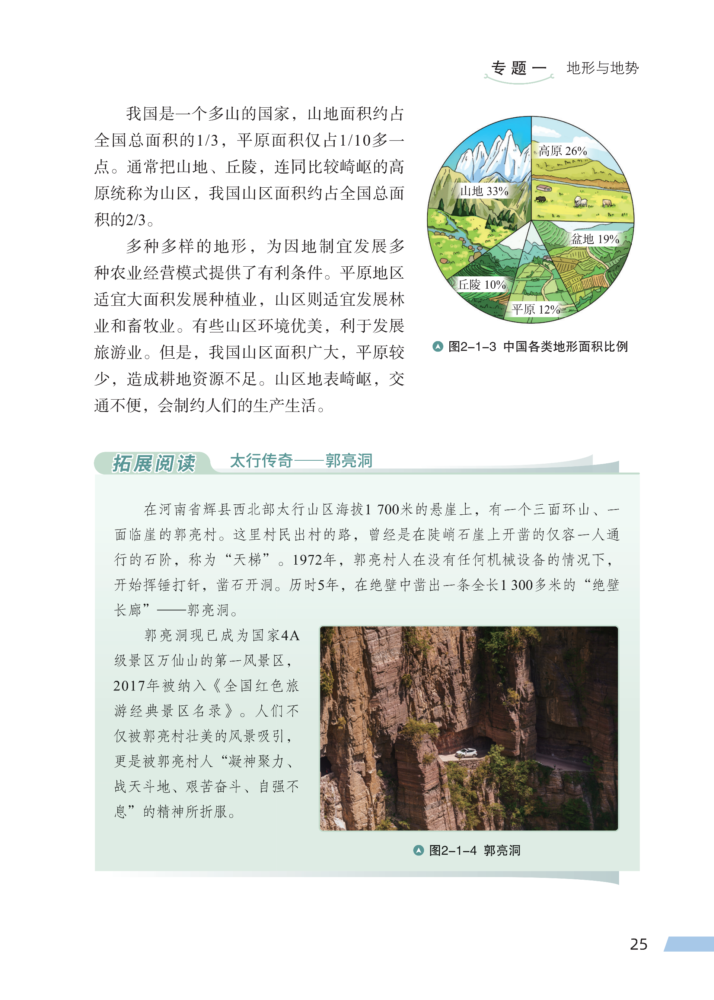 专题一 地形与地势
我国是一个多山的国家，山地面积约占
全国总面积的1/3，平原面积仅占1/10多一
点。通常把山地、丘陵，连同比较崎岖的高
原统称为山区，我国山区面积约占全国总面
积的2/3。
多种多样的地形，为因地制宜发展多
种农业经营模式提供了有利条件。平原地区
适宜大面积发展种植业，山区则适宜发展林
业和畜牧业。有些山区环境优美，利于发展
旅游业。但是，我国山区面积广大，平原较
少，造成耕地资源不足。山区地表崎岖，交
通不便，会制约人们的生产生活。
高原 26%
山地 33%
盆地 19%
丘陵 10%
平原 12%
图2-1-3 中国各类地形面积比例
拓展阅读 太行传奇——郭亮洞
在河南省辉县西北部太行山区海拔1 700米的悬崖上，有一个三面环山、一
面临崖的郭亮村。这里村民出村的路，曾经是在陡峭石崖上开凿的仅容一人通
行的石阶，称为“天梯”。1972年，郭亮村人在没有任何机械设备的情况下，
开始挥锤打钎，凿石开洞。历时5年，在绝壁中凿出一条全长1 300多米的“绝壁
长廊”——郭亮洞。
郭亮洞现已成为国家4A
级景区万仙山的第一风景区，
2017年被纳入《全国红色旅
游经典景区名录》。人们不
仅被郭亮村壮美的风景吸引，
更是被郭亮村人“凝神聚力、
战天斗地、艰苦奋斗、自强不
息”的精神所折服。
图2-1-4 郭亮洞
25